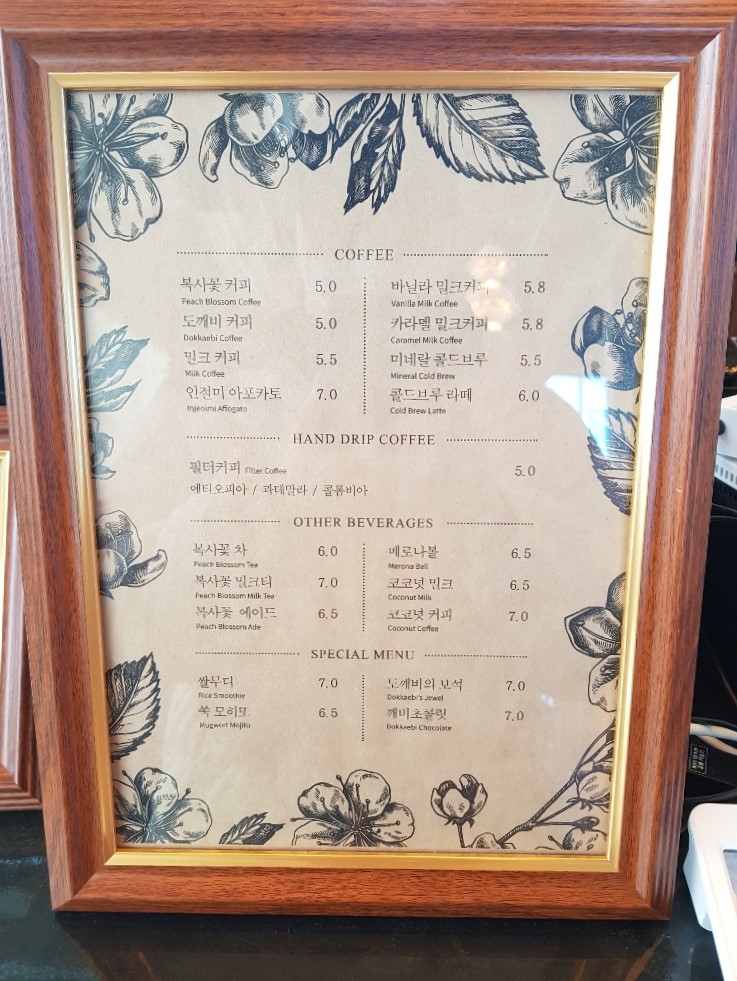 COFFEE
복사꽃 커피 5.0
Peach Blossom Coffee
도깨비 커피 5.0
Dokkaebi Coffee
밀크 커피 5.5
Milk Coffee
인절미 아포카토 7.0
Injeolmi Affogato
바닐라 밀크커피 5.8
Vanilla Milk Coffee
카라멜 밀크커피 5.8
Caramel Milk Coffee
미네랄 콜드브루 5.5
Mineral Cold Brew
콜드브루 라떼 6.0
Cold Brew Latte
HAND DRIP COFFEE
필터커피 Filter Coffee 5.0
에티오피아 / 과테말라 / 콜롬비아
OTHER BEVERAGES
복사꽃 차 6.0
Peach Blossom Tea
복사꽃 밀크티 7.0
Peach Blossom Milk Tea
복사꽃 에이드 6.5
Peach Blossom Ade
메로나볼 6.5
Merona Ball
코코넛 밀크 6.5
Coconut Milk
코코넛 커피 7.0
Coconut Coffee
SPECIAL MENU
쌀무디 7.0
Rice Smoothie
쑥 모히또 6.5
Mugwort Mojito
도깨비의 보석 7.0
Dokkaebi's Jewel
깨비초콜릿 7.0
Dokkaebi Chocolate